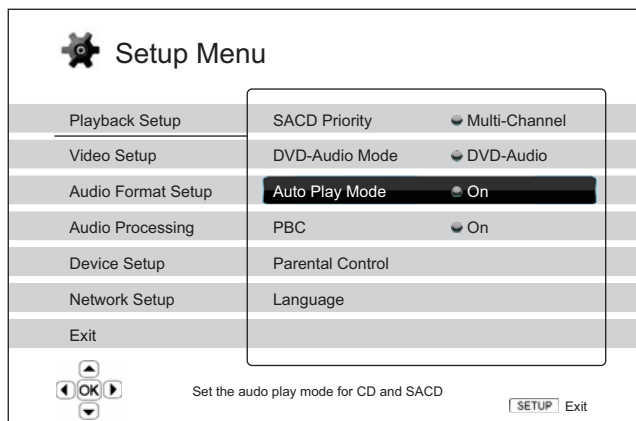 Setup Menu
Playback Setup SACD Priority Multi-Channel
Video Setup DVD-Audio Mode DVD-Audio
Audio Format Setup Auto Play Mode On
Audio Processing PBC On
Device Setup Parental Control
Network Setup Language
Exit
OK
Set the audo play mode for CD and SACD
SETUP Exit